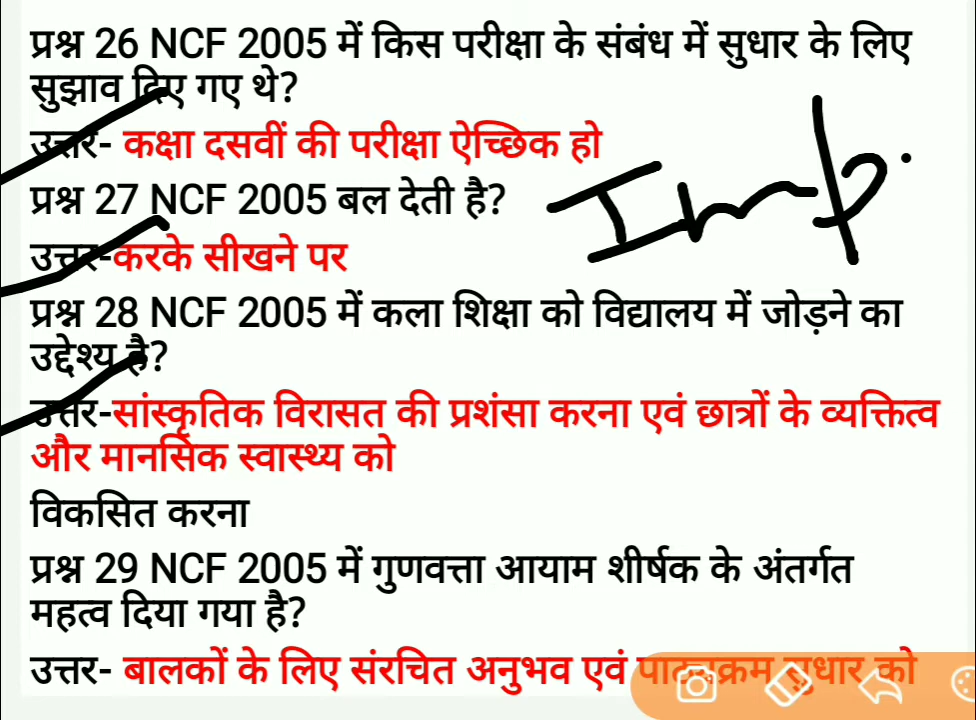 प्रश्न 26 NCF 2005 में किस परीक्षा के संबंध में सुधार के लिए
सुझाव दिए गए थे?
उत्तर- कक्षा दसवीं की परीक्षा ऐच्छिक हो
प्रश्न 27 NCF 2005 बल देती है?
Imp.
उत्तर-करके सीखने पर
प्रश्न 28 NCF 2005 में कला शिक्षा को विद्यालय में जोड़ने का
उद्देश्य है?
उत्तर-सांस्कृतिक विरासत की प्रशंसा करना एवं छात्रों के व्यक्तित्व
और मानसिक स्वास्थ्य को
विकसित करना
प्रश्न 29 NCF 2005 में गुणवत्ता आयाम शीर्षक के अंतर्गत
महत्व दिया गया है?
उत्तर- बालकों के लिए संरचित अनुभव एवं पाठ्यक्रम सुधार को